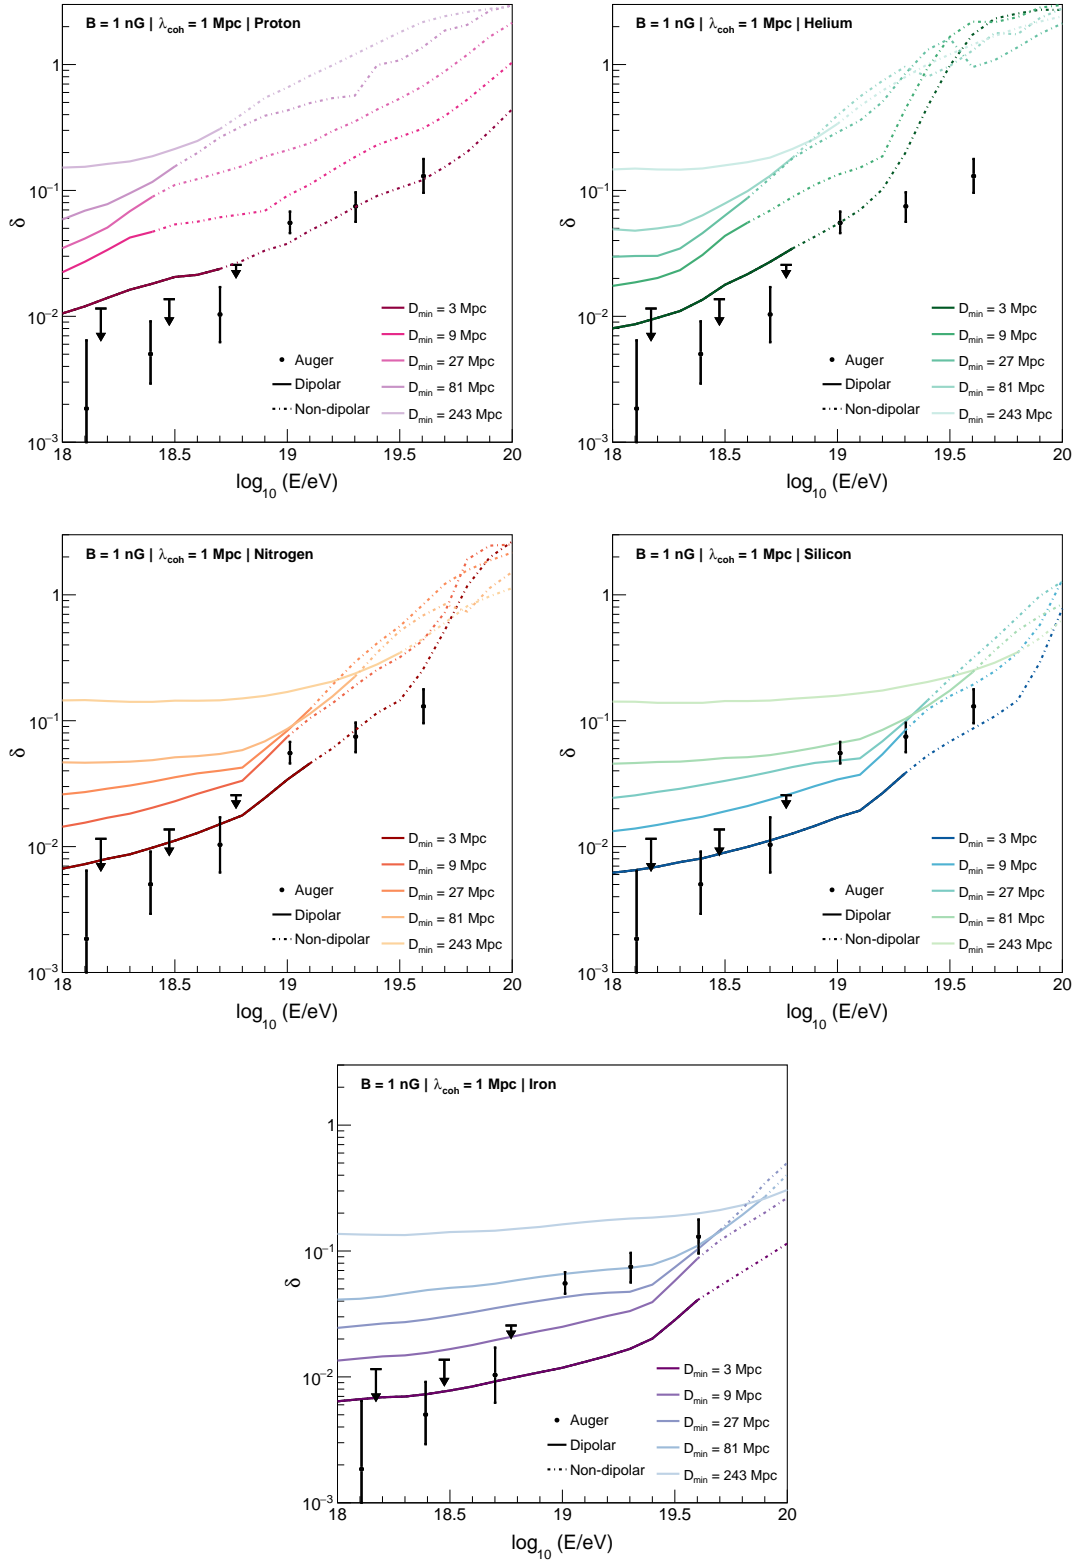 B = 1 nG | λcoh = 1 Mpc | Proton
1
10⁻¹
10⁻²
10⁻³
δ
Auger
Dipolar
Non-dipolar
Dmin = 3 Mpc
Dmin = 9 Mpc
Dmin = 27 Mpc
Dmin = 81 Mpc
Dmin = 243 Mpc
18 18.5 19 19.5 20
log10 (E/eV)
B = 1 nG | λcoh = 1 Mpc | Helium
1
10⁻¹
10⁻²
10⁻³
δ
Auger
Dipolar
Non-dipolar
Dmin = 3 Mpc
Dmin = 9 Mpc
Dmin = 27 Mpc
Dmin = 81 Mpc
Dmin = 243 Mpc
18 18.5 19 19.5 20
log10 (E/eV)
B = 1 nG | λcoh = 1 Mpc | Nitrogen
1
10⁻¹
10⁻²
10⁻³
δ
Auger
Dipolar
Non-dipolar
Dmin = 3 Mpc
Dmin = 9 Mpc
Dmin = 27 Mpc
Dmin = 81 Mpc
Dmin = 243 Mpc
18 18.5 19 19.5 20
log10 (E/eV)
B = 1 nG | λcoh = 1 Mpc | Silicon
1
10⁻¹
10⁻²
10⁻³
δ
Auger
Dipolar
Non-dipolar
Dmin = 3 Mpc
Dmin = 9 Mpc
Dmin = 27 Mpc
Dmin = 81 Mpc
Dmin = 243 Mpc
18 18.5 19 19.5 20
log10 (E/eV)
B = 1 nG | λcoh = 1 Mpc | Iron
1
10⁻¹
10⁻²
10⁻³
δ
Auger
Dipolar
Non-dipolar
Dmin = 3 Mpc
Dmin = 9 Mpc
Dmin = 27 Mpc
Dmin = 81 Mpc
Dmin = 243 Mpc
18 18.5 19 19.5 20
log10 (E/eV)